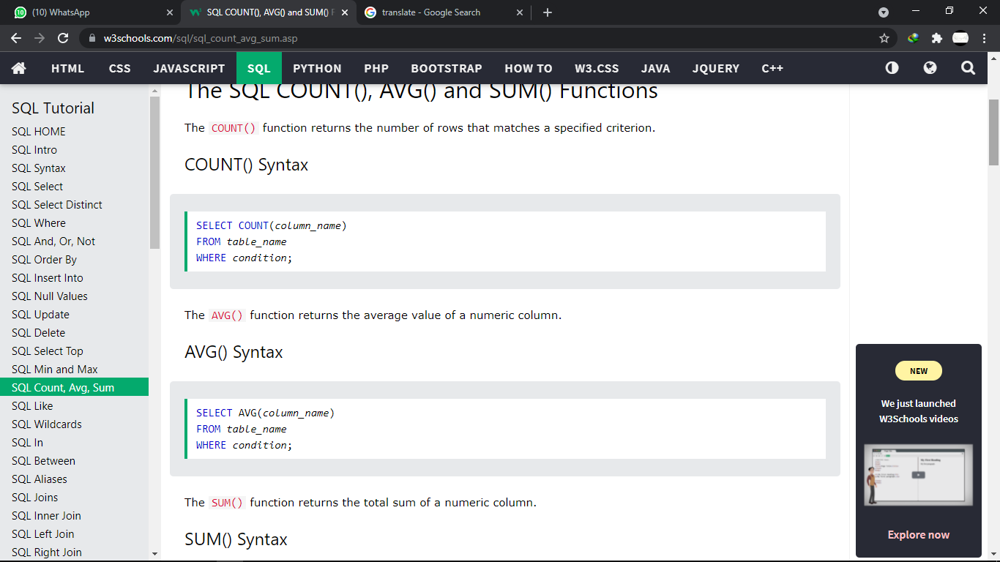 (10) WhatsApp
SQL COUNT(), AVG() and SUM() F
translate - Google Search
w3schools.com/sql/sql_count_avg_sum.asp
HTML CSS JAVASCRIPT SQL PYTHON PHP BOOTSTRAP HOW TO W3.CSS JAVA JQUERY C++
SQL Tutorial
SQL HOME
SQL Intro
SQL Syntax
SQL Select
SQL Select Distinct
SQL Where
SQL And, Or, Not
SQL Order By
SQL Insert Into
SQL Null Values
SQL Update
SQL Delete
SQL Select Top
SQL Min and Max
SQL Count, Avg, Sum
SQL Like
SQL Wildcards
SQL In
SQL Between
SQL Aliases
SQL Joins
SQL Inner Join
SQL Left Join
SQL Right Join
The SQL COUNT(), AVG() and SUM() Functions
The COUNT() function returns the number of rows that matches a specified criterion.
COUNT() Syntax
SELECT COUNT(column_name)
FROM table_name
WHERE condition;
The AVG() function returns the average value of a numeric column.
AVG() Syntax
SELECT AVG(column_name)
FROM table_name
WHERE condition;
The SUM() function returns the total sum of a numeric column.
SUM() Syntax
NEW
We just launched
W3Schools videos
Explore now